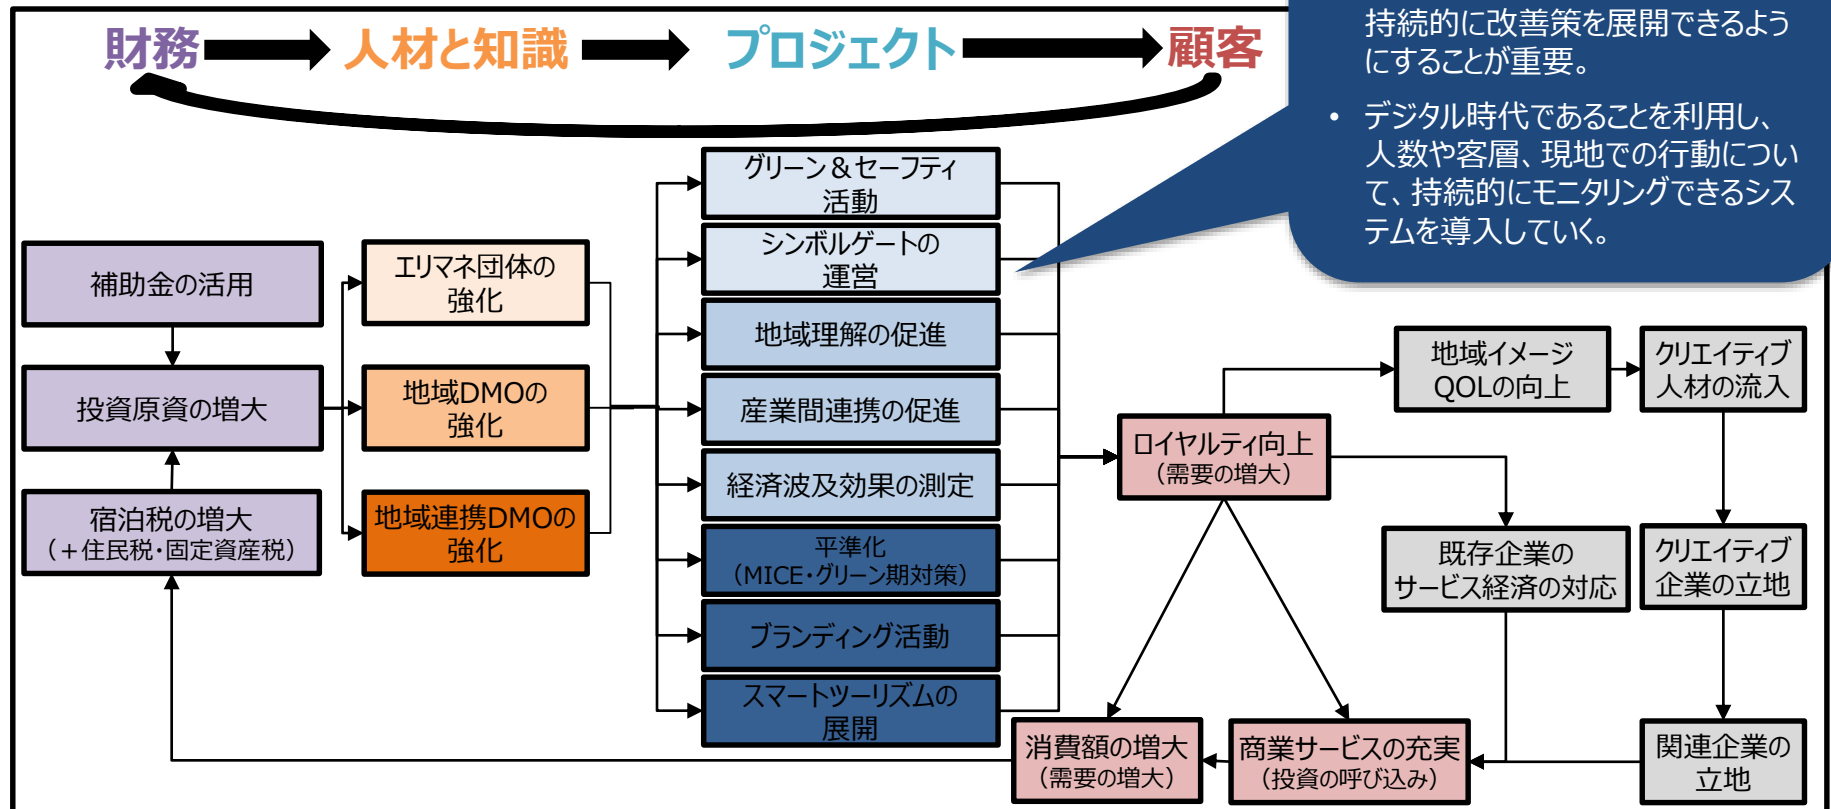 財務
人材と知識
プロジェクト
顧客
持続的に改善策を展開できるよう
にすることが重要。
• デジタル時代であることを利用し、
人数や客層、現地での行動につい
て、持続的にモニタリングできるシス
テムを導入していく。
補助金の活用
投資原資の増大
宿泊税の増大
（＋住民税・固定資産税）
エリマネ団体の
強化
地域DMOの
強化
地域連携DMOの
強化
グリーン＆セーフティ
活動
シンボルゲートの
運営
地域理解の促進
産業間連携の促進
経済波及効果の測定
平準化
（MICE・グリーン期対策）
ブランディング活動
スマートツーリズムの
展開
ロイヤルティ向上
（需要の増大）
消費額の増大
（需要の増大）
商業サービスの充実
（投資の呼び込み）
地域イメージ
QOLの向上
既存企業の
サービス経済の対応
クリエイティブ
人材の流入
クリエイティブ
企業の立地
関連企業の
立地